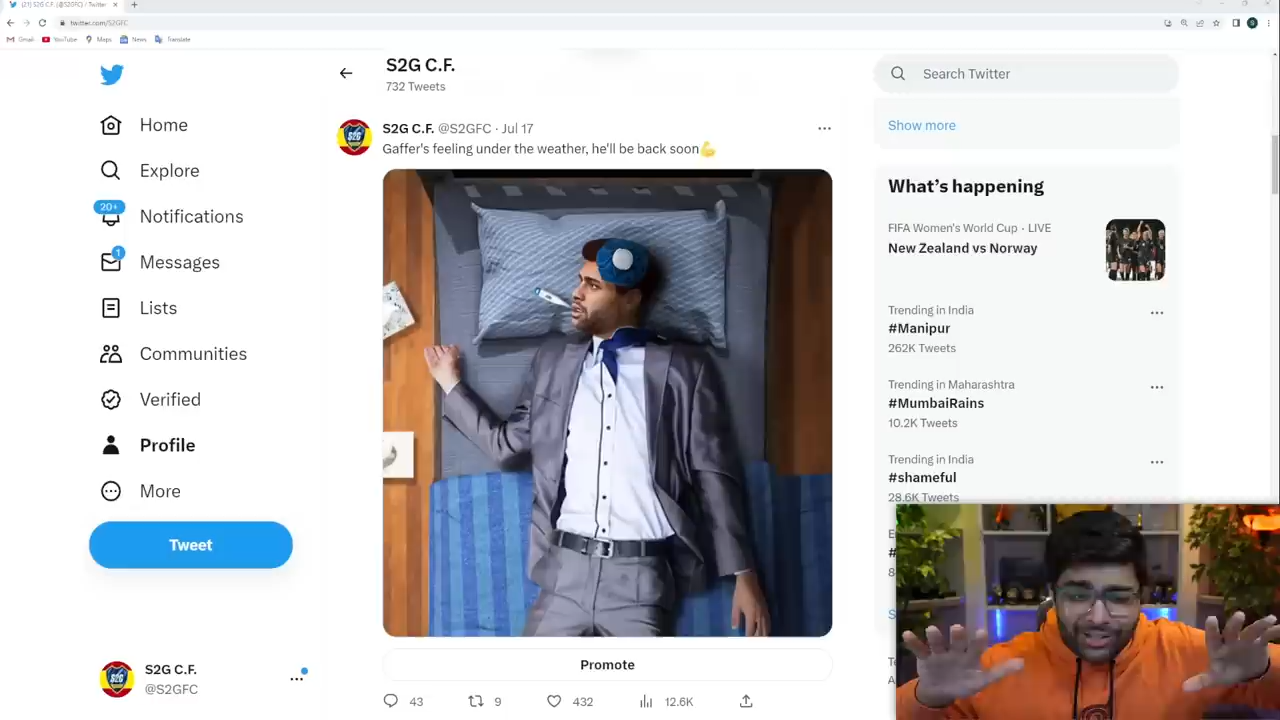 (21) S2G C.F. (@S2GFC) / Twitter
twitter.com/S2GFC
Gmail YouTube Maps News Translate
Home
Explore
20+
Notifications
1
Messages
Lists
Communities
Verified
Profile
More
Tweet
S2G C.F.
@S2GFC
S2G C.F.
732 Tweets
S2G C.F. @S2GFC · Jul 17
Gaffer's feeling under the weather, he'll be back soon💪
Promote
43 9 432 12.6K
Search Twitter
Show more
What's happening
FIFA Women's World Cup · LIVE
New Zealand vs Norway
Trending in India
#Manipur
262K Tweets
Trending in Maharashtra
#MumbaiRains
10.2K Tweets
Trending in India
#shameful
28.6K Tweets